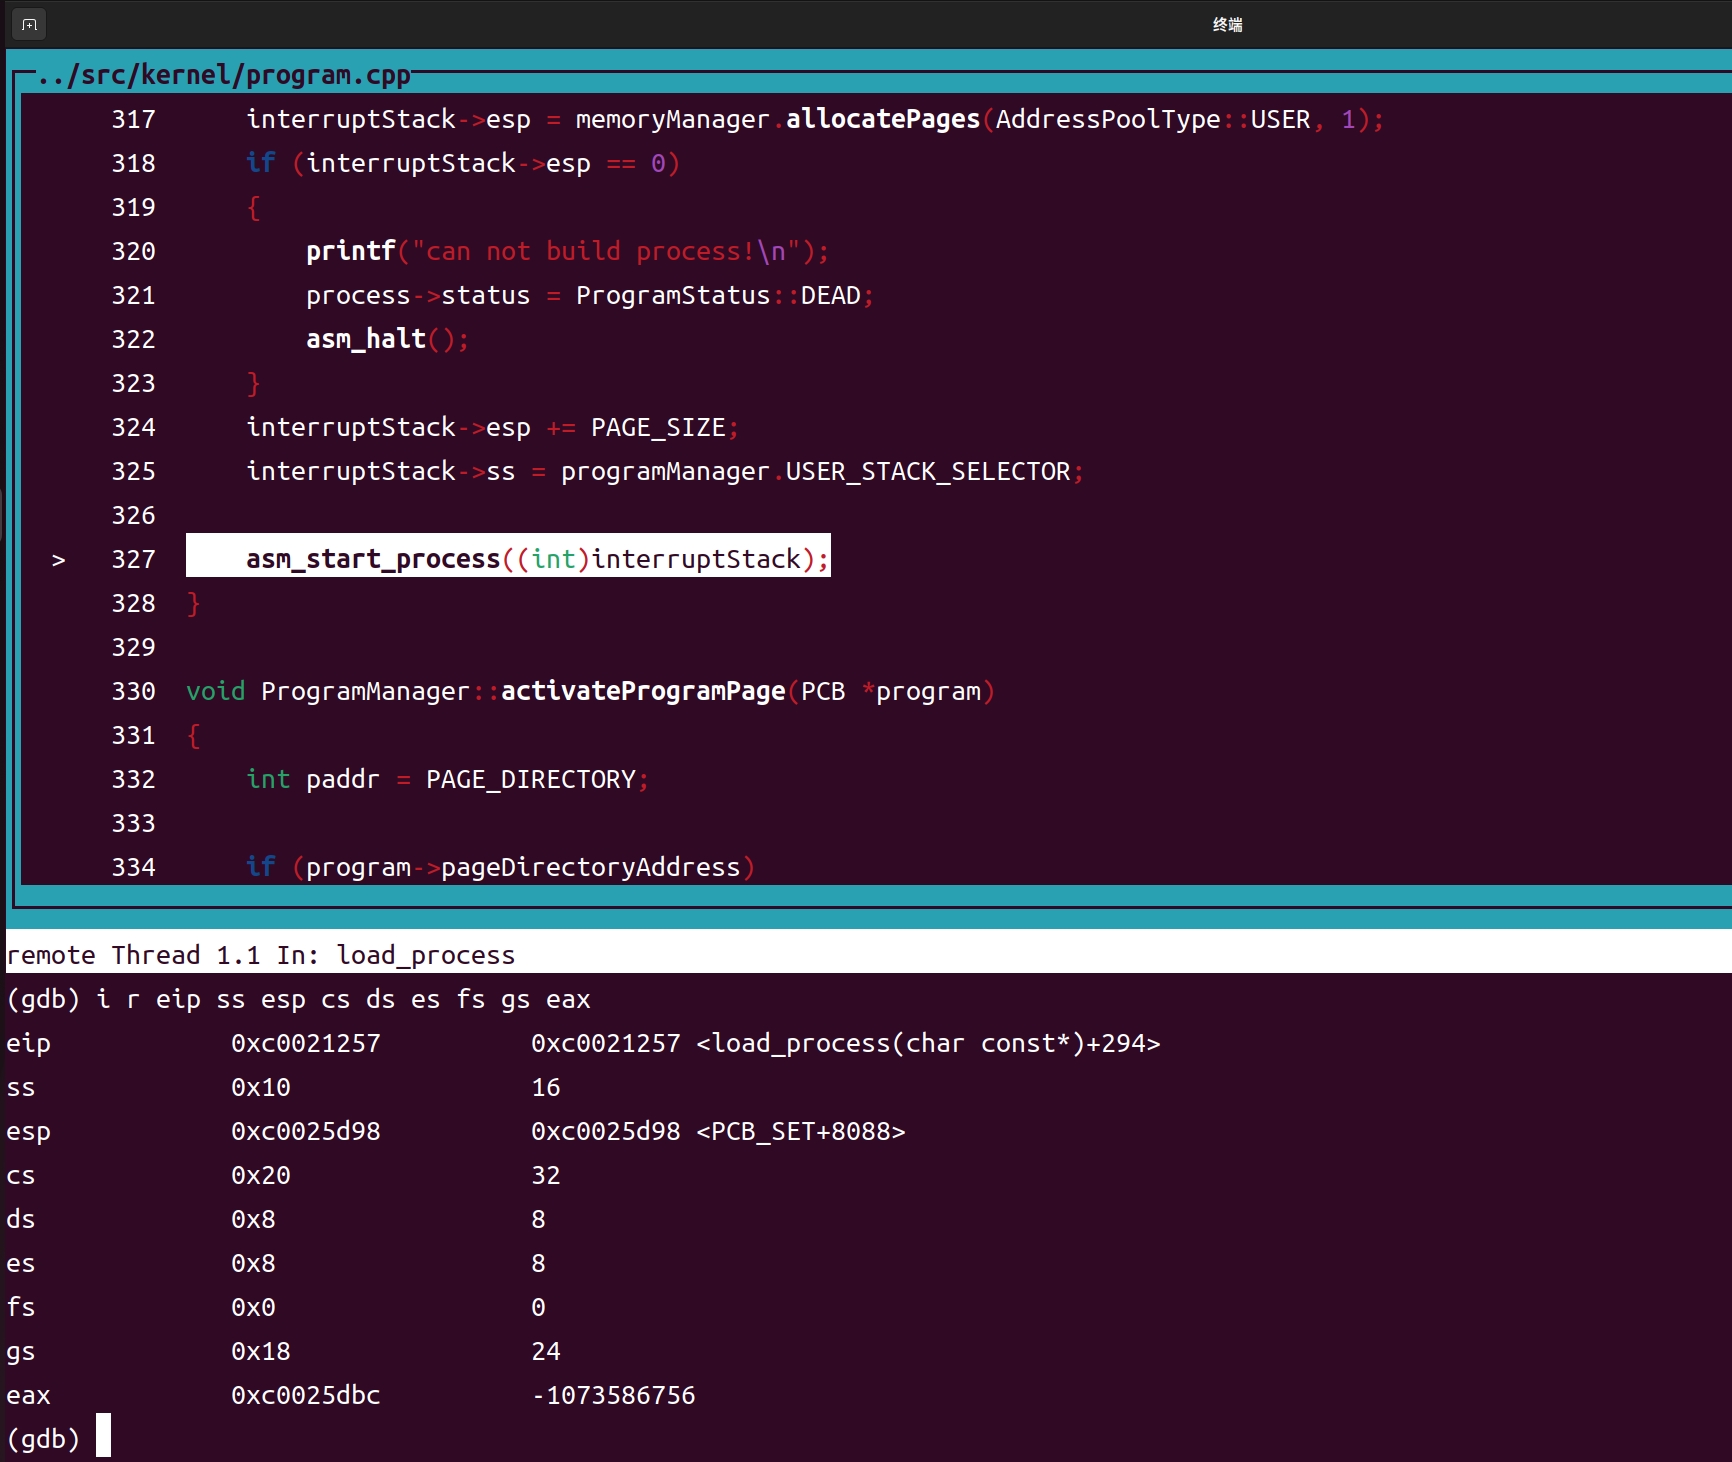 终端
../src/kernel/program.cpp
317      interruptStack->esp = memoryManager.allocatePages(AddressPoolType::USER, 1);
318      if (interruptStack->esp == 0)
319      {
320          printf("can not build process!\n");
321          process->status = ProgramStatus::DEAD;
322          asm_halt();
323      }
324      interruptStack->esp += PAGE_SIZE;
325      interruptStack->ss = programManager.USER_STACK_SELECTOR;
326
>   327      asm_start_process((int)interruptStack);
328  }
329
330  void ProgramManager::activateProgramPage(PCB *program)
331  {
332      int paddr = PAGE_DIRECTORY;
333
334      if (program->pageDirectoryAddress)
remote Thread 1.1 In: load_process
(gdb) i r eip ss esp cs ds es fs gs eax
eip            0xc0021257          0xc0021257 <load_process(char const*)+294>
ss             0x10                16
esp            0xc0025d98          0xc0025d98 <PCB_SET+8088>
cs             0x20                32
ds             0x8                 8
es             0x8                 8
fs             0x0                 0
gs             0x18                24
eax            0xc0025dbc          -1073586756
(gdb)